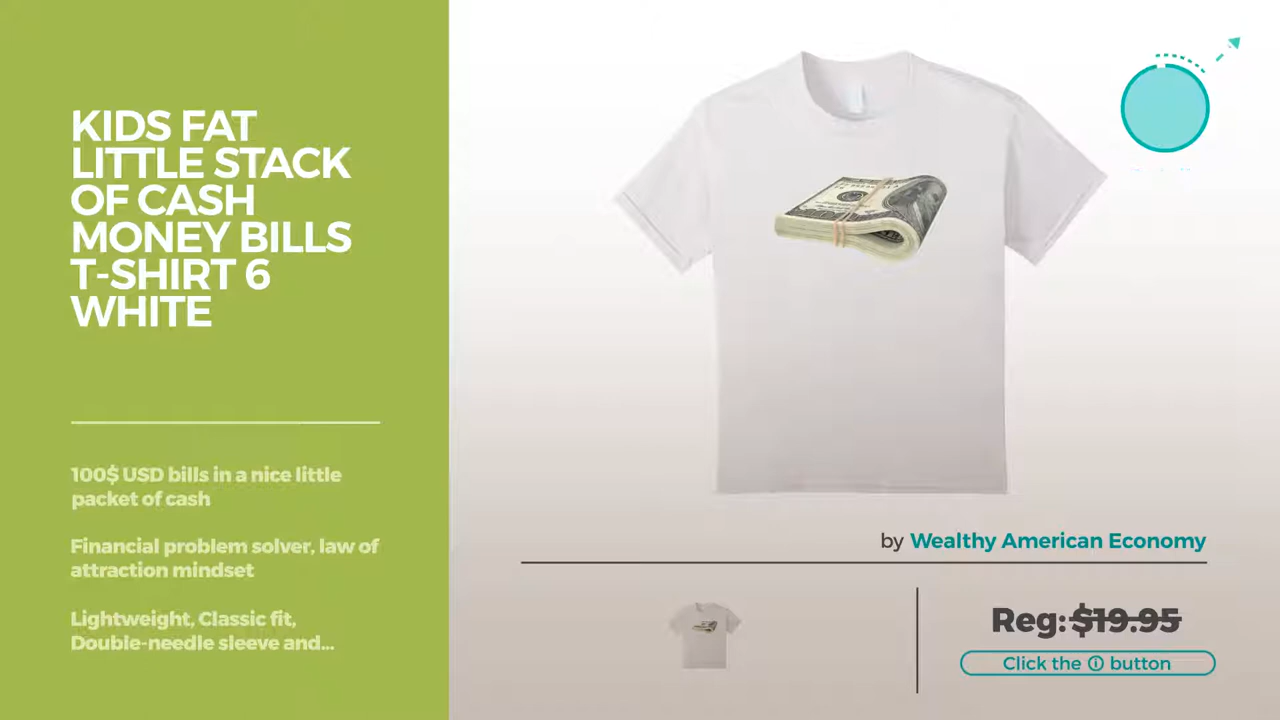 KIDS FAT
LITTLE STACK
OF CASH
MONEY BILLS
T-SHIRT 6
WHITE
100$ USD bills in a nice little
packet of cash
Financial problem solver, law of
attraction mindset
Lightweight, Classic fit,
Double-needle sleeve and...
by Wealthy American Economy
Reg: $19.95
Click the ⓘ button